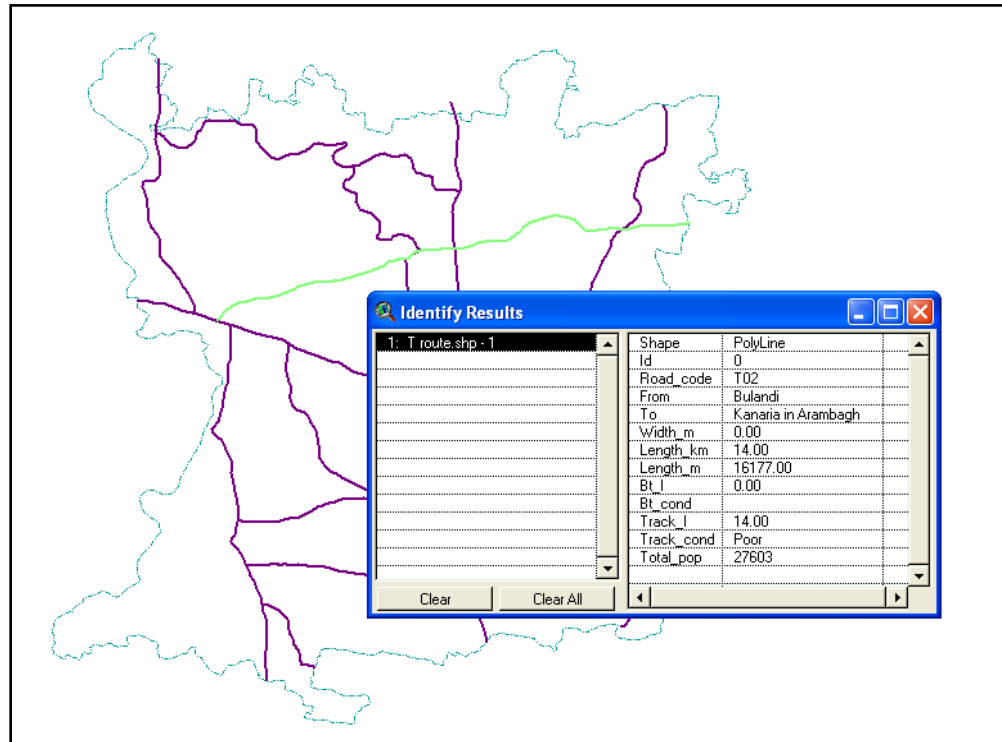 Identify Results
1: T route.shp - 1
Shape PolyLine
Id 0
Road_code T02
From Bulandi
To Kanaria in Arambagh
Width_m 0.00
Length_km 14.00
Length_m 16177.00
Bt_l 0.00
Bt_cond
Track_l 14.00
Track_cond Poor
Total_pop 27603
Clear Clear All